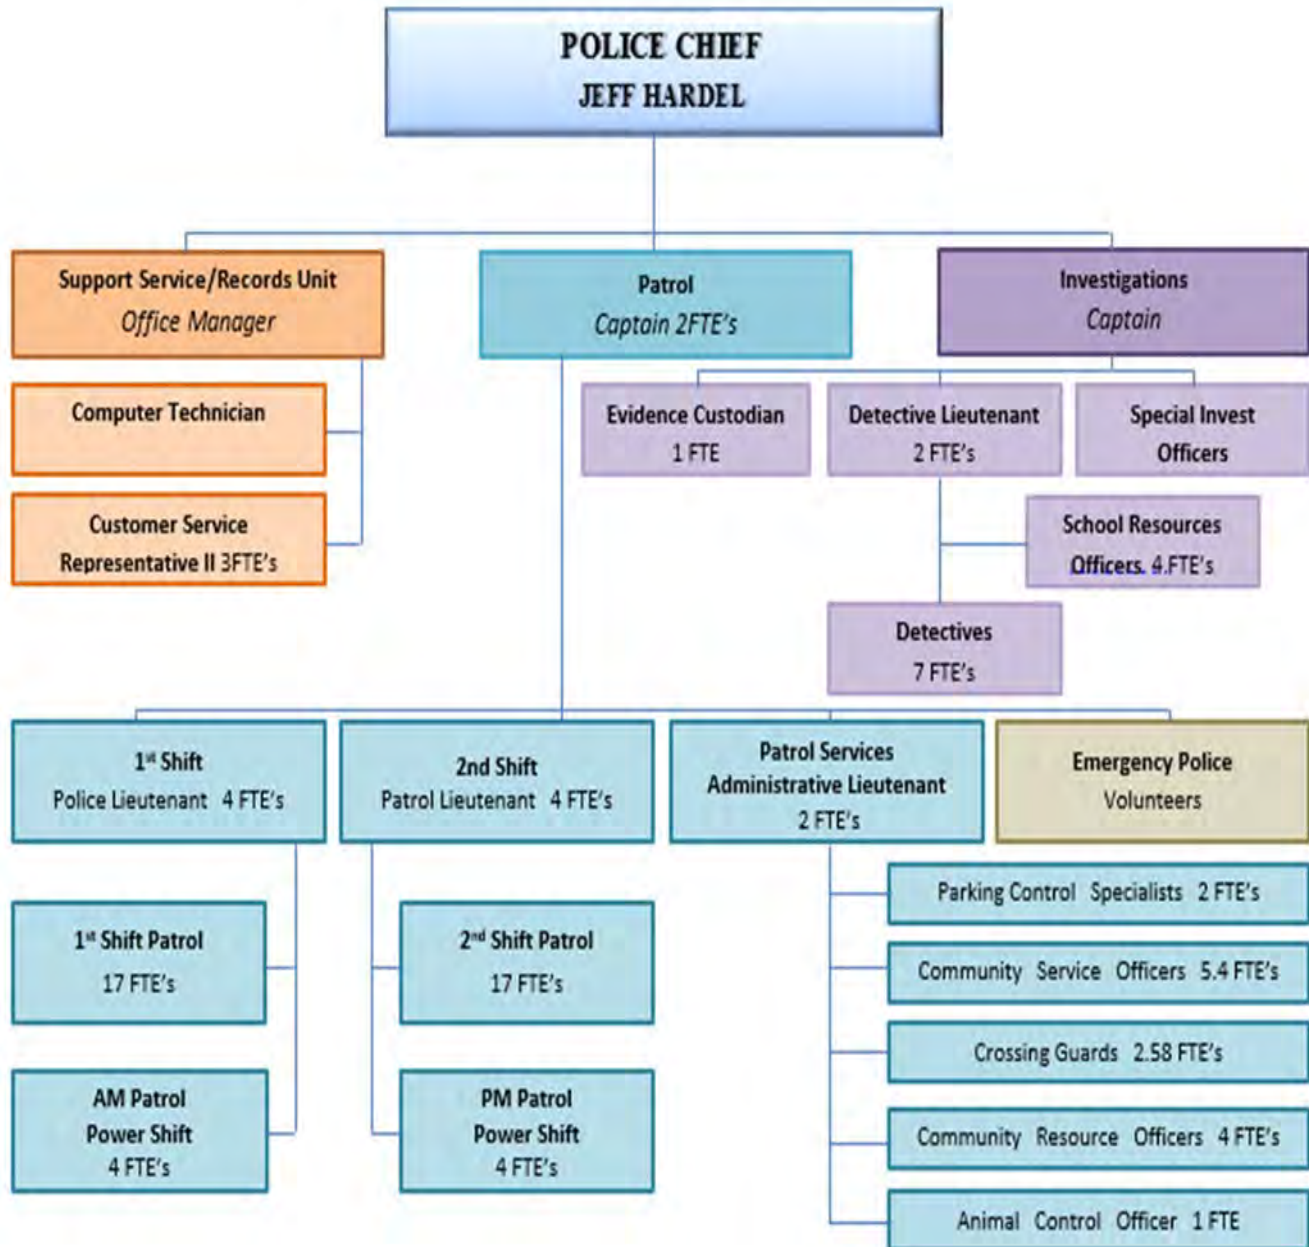 POLICE CHIEF
JEFF HARDEL
Support Service/Records Unit
Office Manager
Patrol
Captain 2FTE's
Investigations
Captain
Computer Technician
Customer Service
Representative II 3FTE's
Evidence Custodian
1 FTE
Detective Lieutenant
2 FTE's
Special Invest
Officers
School Resources
Officers. 4.FTE's
Detectives
7 FTE's
1st Shift
Police Lieutenant 4 FTE's
2nd Shift
Patrol Lieutenant 4 FTE's
Patrol Services
Administrative Lieutenant
2 FTE's
Emergency Police
Volunteers
1st Shift Patrol
17 FTE's
2nd Shift Patrol
17 FTE's
AM Patrol
Power Shift
4 FTE's
PM Patrol
Power Shift
4 FTE's
Parking Control Specialists 2 FTE's
Community Service Officers 5.4 FTE's
Crossing Guards 2.58 FTE's
Community Resource Officers 4 FTE's
Animal Control Officer 1 FTE